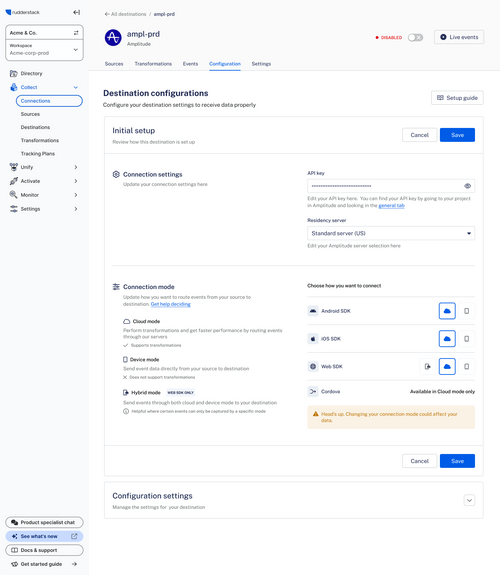 rudderstack
Acme & Co.
Workspace
Acme-corp-prod
Directory
Collect
Connections
Sources
Destinations
Transformations
Tracking Plans
Unify
Activate
Monitor
Settings
Product specialist chat
See what's new
Docs & support
Get started guide
All destinations / ampl-prd
ampl-prd
Amplitude
DISABLED
Live events
Sources Transformations Events Configuration Settings
Destination configurations
Configure your destination settings to receive data properly
Setup guide
Initial setup
Review how this destination is set up
Cancel
Save
Connection settings
Update your connection settings here
API key
Edit your API key here. You can find your API key by going to your project
in Amplitude and looking in the general tab
Residency server
Standard server (US)
Edit your Amplitude server selection here
Connection mode
Update how you want to route events from your source to
destination. Get help deciding
Cloud mode
Perform transformations and get faster performance by routing events
through our servers
Supports transformations
Device mode
Send event data directly from your source to destination
Does not support transformations
Hybrid mode WEB SDK ONLY
Send events through both cloud and device mode to your destination
Helpful where certain events can only be captured by a specific mode
Choose how you want to connect
Android SDK
iOS SDK
Web SDK
Cordova
Available in Cloud mode only
Head's up. Changing your connection mode could affect your
data.
Cancel
Save
Configuration settings
Manage the settings for your destination